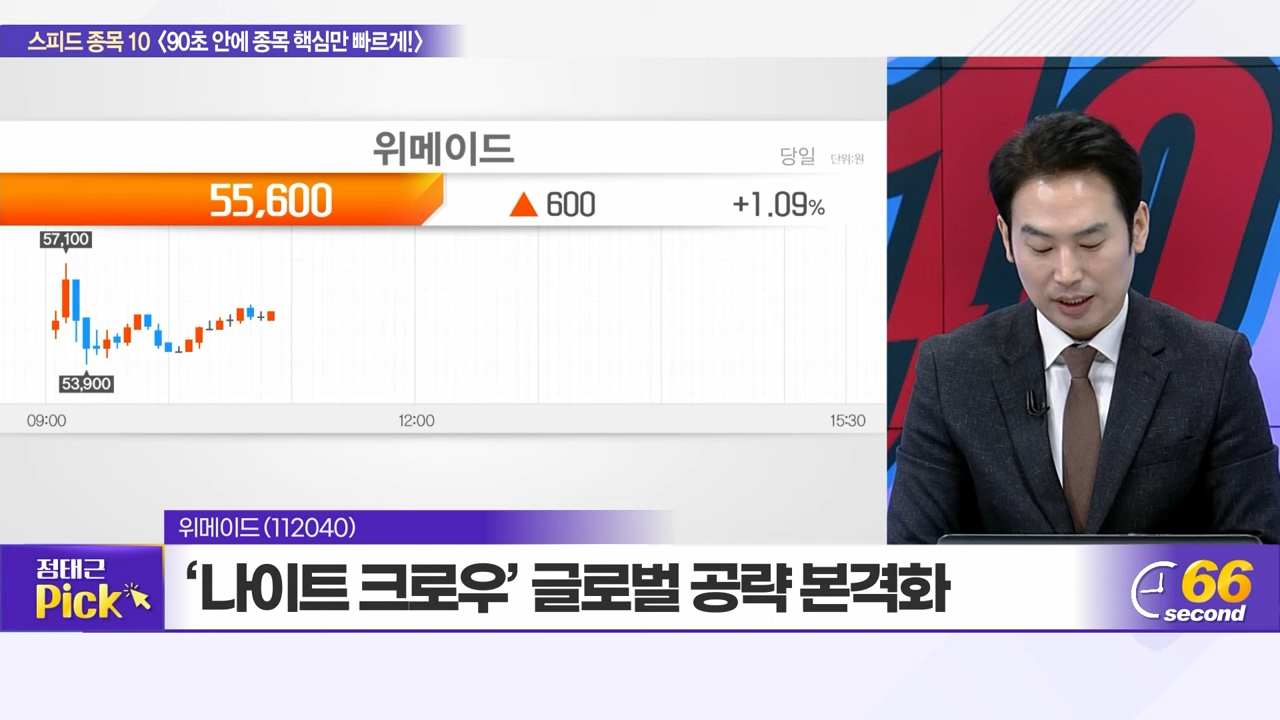 스피드 종목 10 〈90초 안에 종목 핵심만 빠르게!〉
위메이드
당일 단위:원
55,600 ▲ 600 +1.09%
57,100
53,900
09:00 12:00 15:30
10
위메이드 (112040)
정태근
Pick
‘나이트 크로우’ 글로벌 공략 본격화
66
second